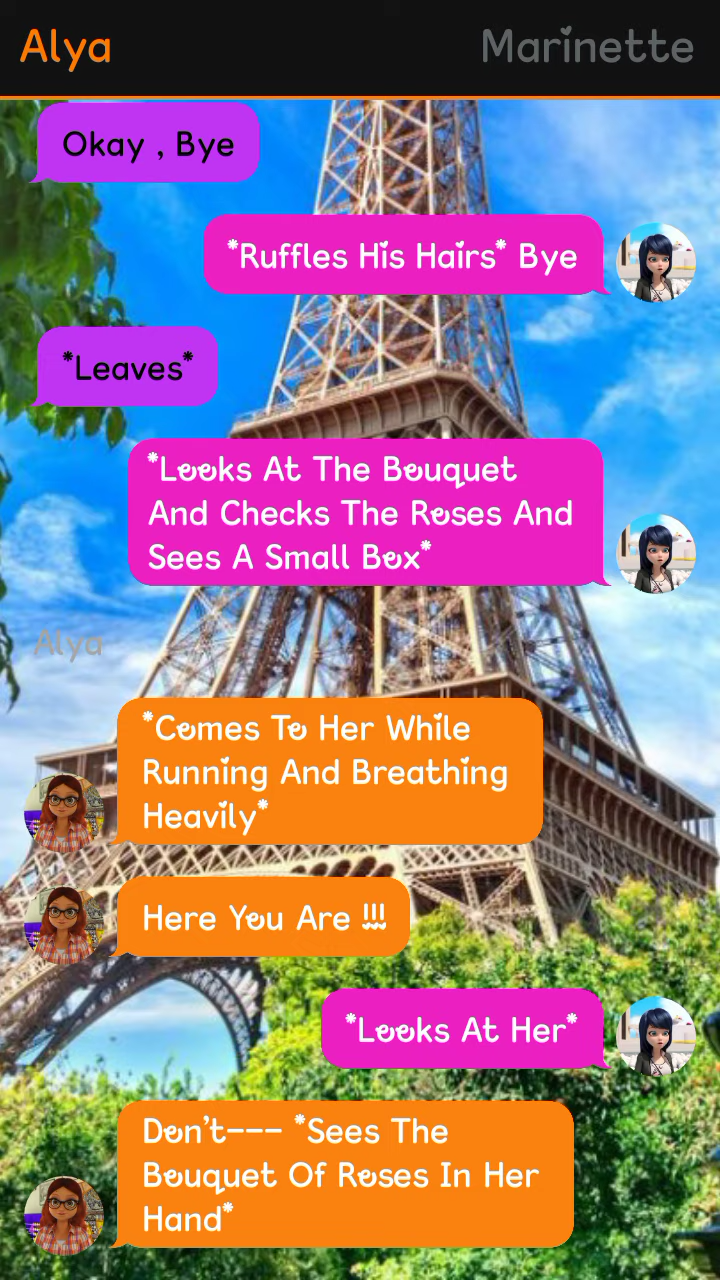 Alya
Marinette
Okay , Bye
*Ruffles His Hairs* Bye
*Leaves*
*Looks At The Bouquet
And Checks The Roses And
Sees A Small Box*
Alya
*Comes To Her While
Running And Breathing
Heavily*
Here You Are !!!
*Looks At Her*
Don't--- *Sees The
Bouquet Of Roses In Her
Hand*